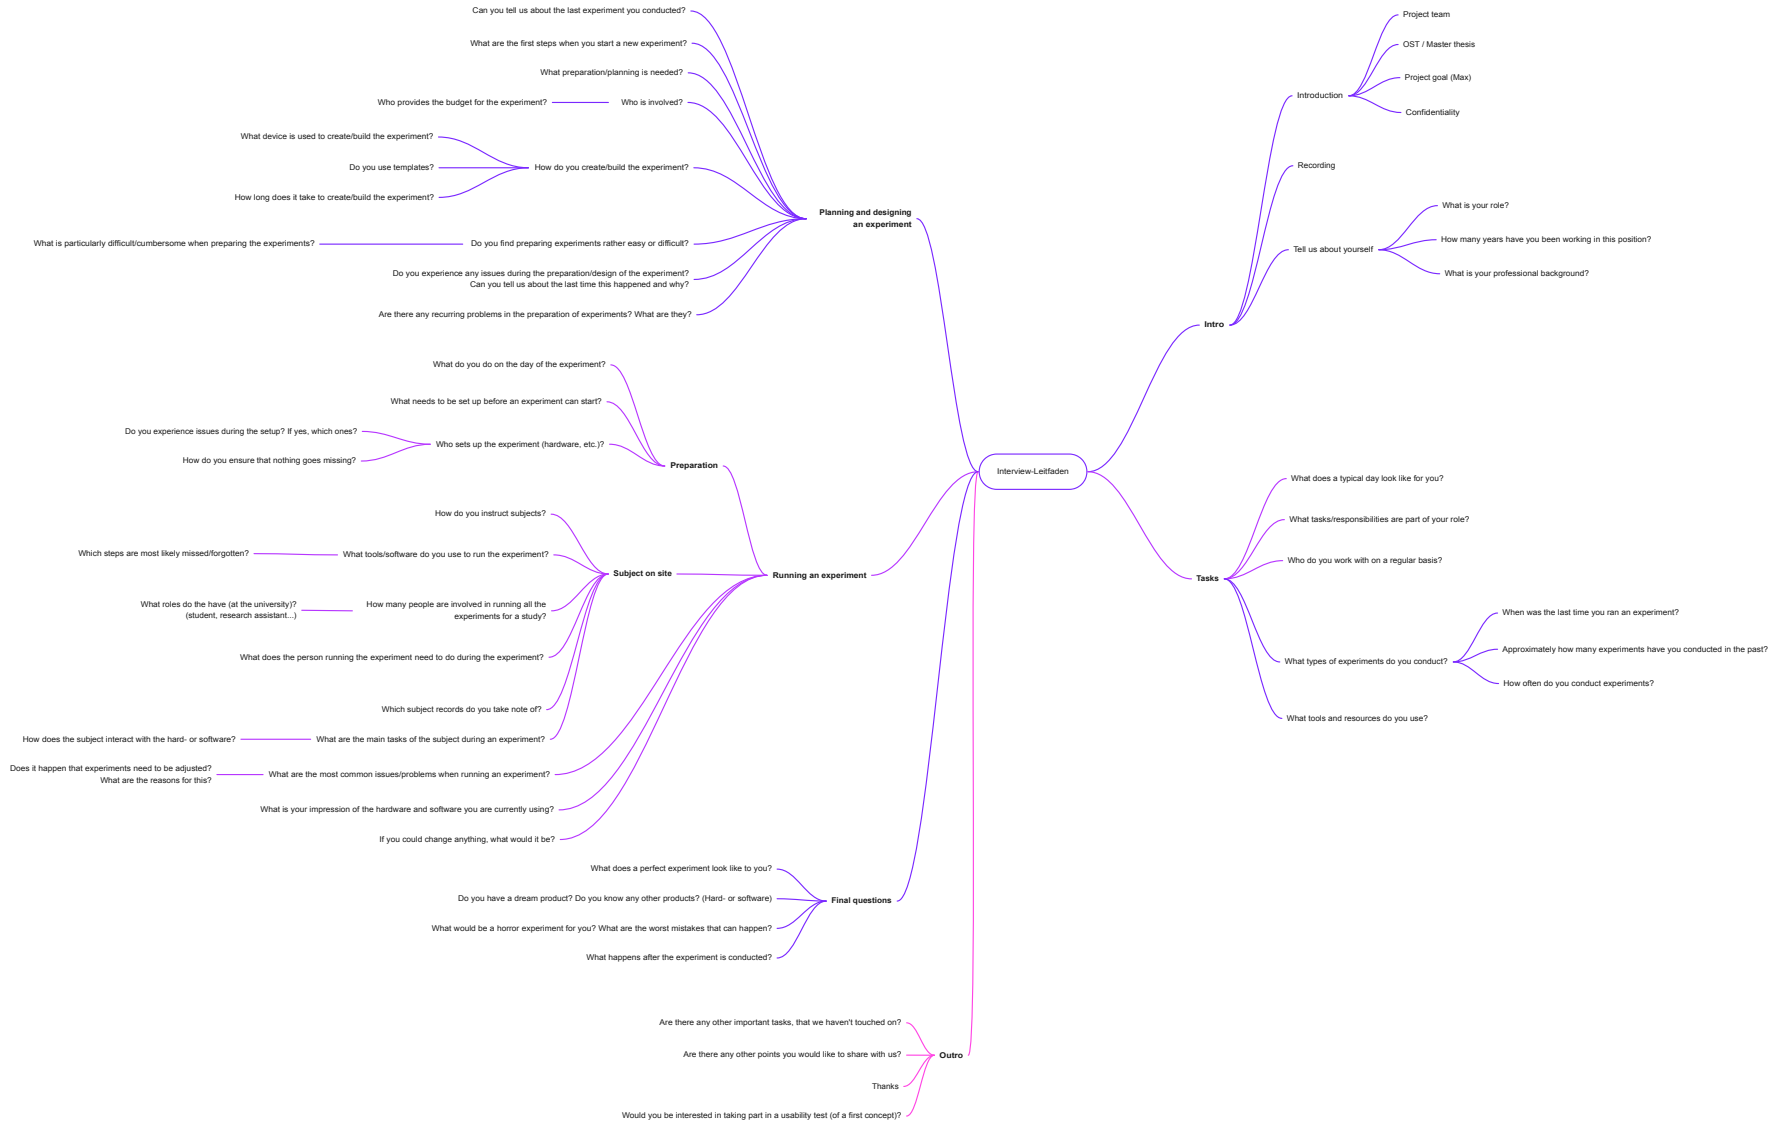 Interview-Leitfaden
Intro
Introduction
Project team
OST / Master thesis
Project goal (Max)
Confidentiality
Recording
Tell us about yourself
What is your role?
How many years have you been working in this position?
What is your professional background?
Tasks
What does a typical day look like for you?
What tasks/responsibilities are part of your role?
Who do you work with on a regular basis?
What types of experiments do you conduct?
When was the last time you ran an experiment?
Approximately how many experiments have you conducted in the past?
How often do you conduct experiments?
What tools and resources do you use?
Planning and designing
an experiment
Can you tell us about the last experiment you conducted?
What are the first steps when you start a new experiment?
What preparation/planning is needed?
Who is involved?
Who provides the budget for the experiment?
How do you create/build the experiment?
What device is used to create/build the experiment?
Do you use templates?
How long does it take to create/build the experiment?
Do you find preparing experiments rather easy or difficult?
What is particularly difficult/cumbersome when preparing the experiments?
Do you experience any issues during the preparation/design of the experiment?
Can you tell us about the last time this happened and why?
Are there any recurring problems in the preparation of experiments? What are they?
Running an experiment
Preparation
What do you do on the day of the experiment?
What needs to be set up before an experiment can start?
Who sets up the experiment (hardware, etc.)?
Do you experience issues during the setup? If yes, which ones?
How do you ensure that nothing goes missing?
Subject on site
How do you instruct subjects?
What tools/software do you use to run the experiment?
Which steps are most likely missed/forgotten?
How many people are involved in running all the
experiments for a study?
What roles do the have (at the university)?
(student, research assistant...)
What does the person running the experiment need to do during the experiment?
Which subject records do you take note of?
What are the main tasks of the subject during an experiment?
How does the subject interact with the hard- or software?
What are the most common issues/problems when running an experiment?
Does it happen that experiments need to be adjusted?
What are the reasons for this?
What is your impression of the hardware and software you are currently using?
If you could change anything, what would it be?
Final questions
What does a perfect experiment look like to you?
Do you have a dream product? Do you know any other products? (Hard- or software)
What would be a horror experiment for you? What are the worst mistakes that can happen?
What happens after the experiment is conducted?
Outro
Are there any other important tasks, that we haven't touched on?
Are there any other points you would like to share with us?
Thanks
Would you be interested in taking part in a usability test (of a first concept)?